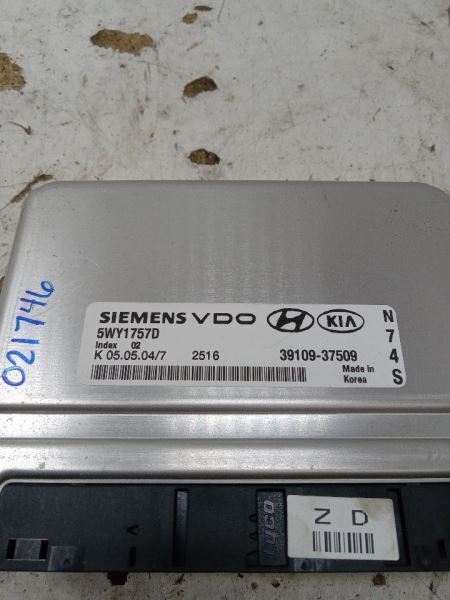 SIEMENS VDO HYUNDAI KIA
5WY1757D
Index 02
K 05.05.04/7 2516 39109-37509
Made in
Korea
N
7
4
S
021746
tyco
Z D